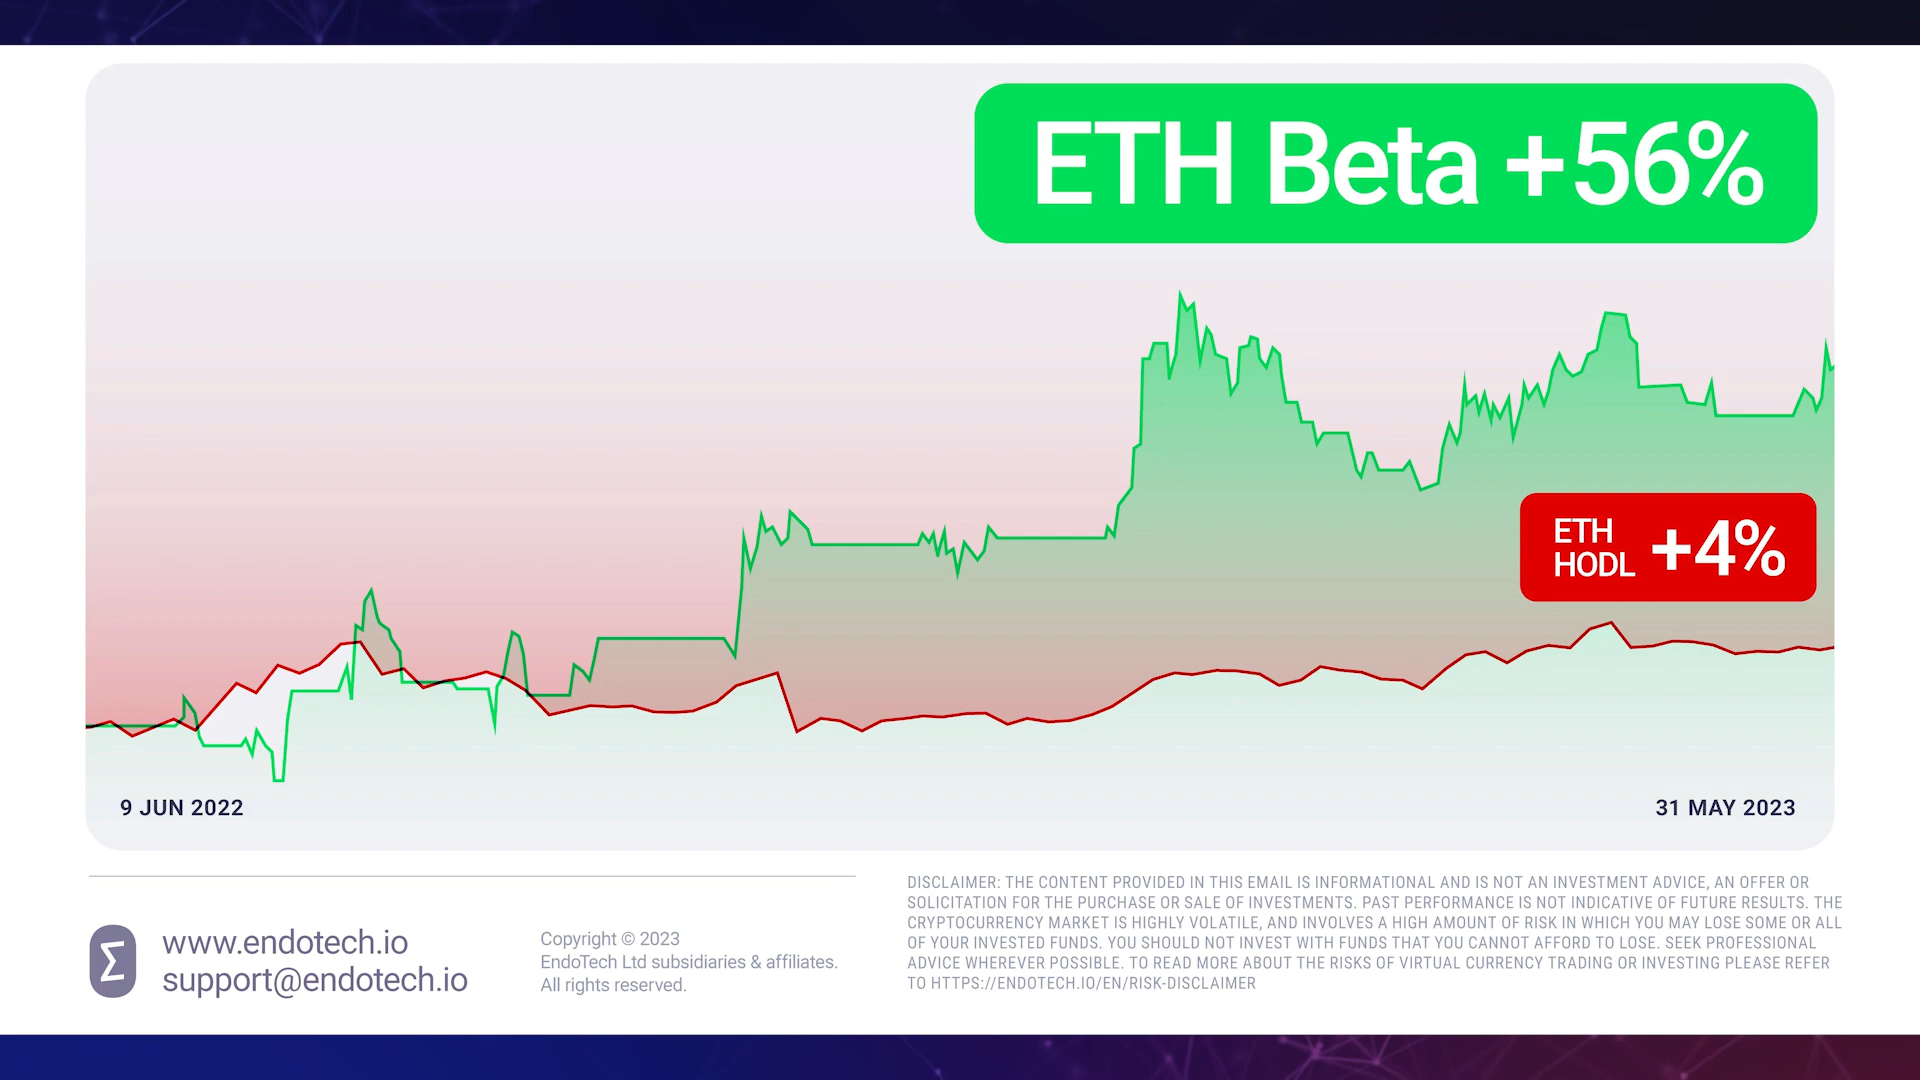 ETH Beta +56%
ETH
HODL +4%
9 JUN 2022
31 MAY 2023
www.endotech.io
support@endotech.io
Copyright © 2023
EndoTech Ltd subsidiaries & affiliates.
All rights reserved.
DISCLAIMER: THE CONTENT PROVIDED IN THIS EMAIL IS INFORMATIONAL AND IS NOT AN INVESTMENT ADVICE, AN OFFER OR
SOLICITATION FOR THE PURCHASE OR SALE OF INVESTMENTS. PAST PERFORMANCE IS NOT INDICATIVE OF FUTURE RESULTS. THE
CRYPTOCURRENCY MARKET IS HIGHLY VOLATILE, AND INVOLVES A HIGH AMOUNT OF RISK IN WHICH YOU MAY LOSE SOME OR ALL
OF YOUR INVESTED FUNDS. YOU SHOULD NOT INVEST WITH FUNDS THAT YOU CANNOT AFFORD TO LOSE. SEEK PROFESSIONAL
ADVICE WHEREVER POSSIBLE. TO READ MORE ABOUT THE RISKS OF VIRTUAL CURRENCY TRADING OR INVESTING PLEASE REFER
TO HTTPS://ENDOTECH.IO/EN/RISK-DISCLAIMER